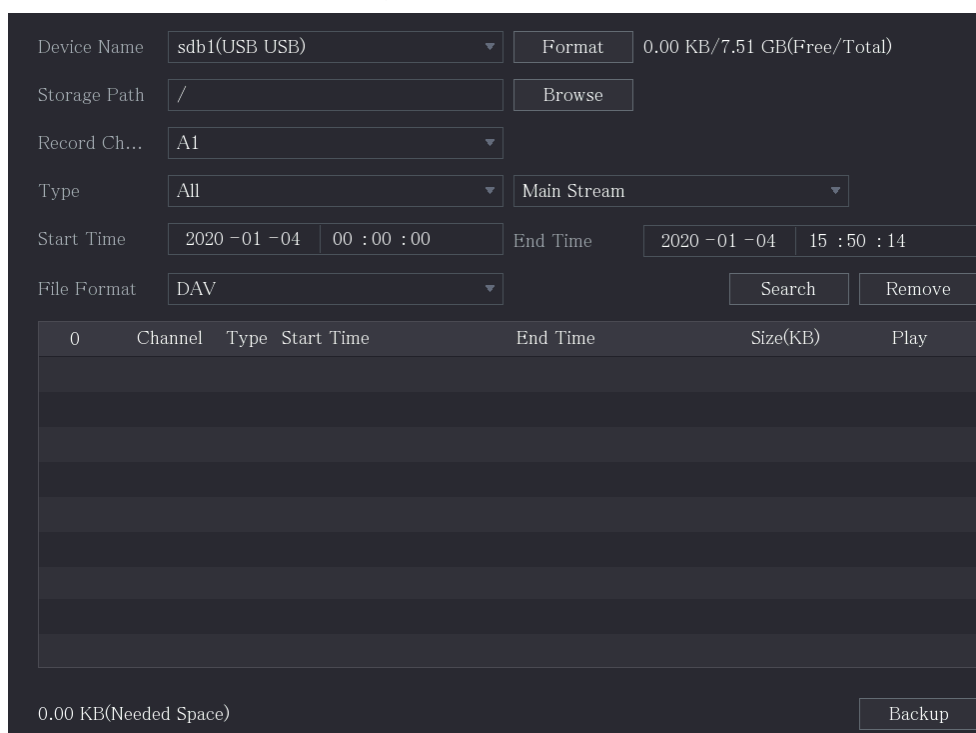 Device Name sdb1(USB USB) Format 0.00 KB/7.51 GB(Free/Total)
Storage Path / Browse
Record Ch... A1
Type All Main Stream
Start Time 2020 -01 -04 00 :00 :00 End Time 2020 -01 -04 15 :50 :14
File Format DAV Search Remove
0 Channel Type Start Time End Time Size(KB) Play
0.00 KB(Needed Space) Backup